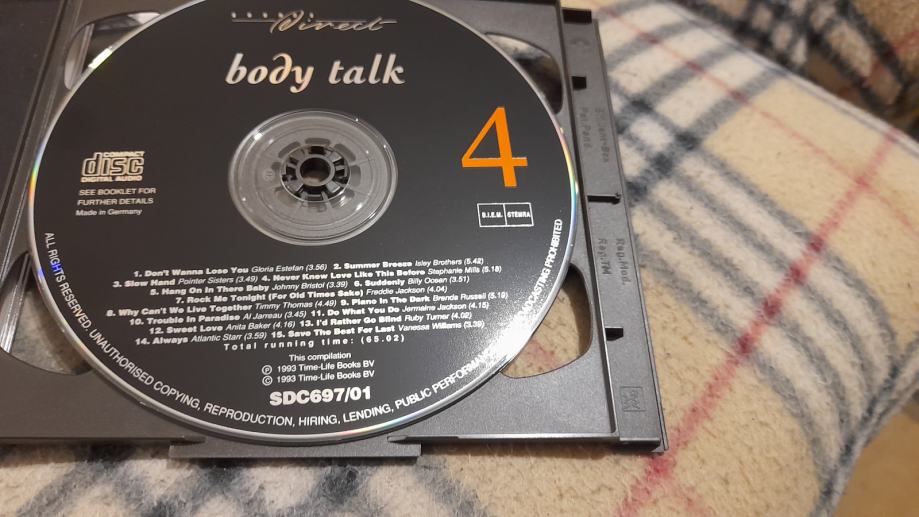 Direct
body talk
4
COMPACT
disc
DIGITAL AUDIO
SEE BOOKLET FOR
FURTHER DETAILS
Made in Germany
B.I.E.M. STEMRA
1. Don't Wanna Lose You Gloria Estefan (3.56) 2. Summer Breeze Isley Brothers (5.42)
3. Slow Hand Pointer Sisters (3.49) 4. Never Knew Love Like This Before Stephanie Mills (5.18)
5. Hang On In There Baby Johnny Bristol (3.39) 6. Suddenly Billy Ocean (3.51)
7. Rock Me Tonight (For Old Times Sake) Freddie Jackson (4.04)
8. Why Can't We Live Together Timmy Thomas (4.49) 9. Piano In The Dark Brenda Russell (5.19)
10. Trouble In Paradise Al Jarreau (3.45) 11. Do What You Do Jermaine Jackson (4.15)
12. Sweet Love Anita Baker (4.16) 13. I'd Rather Go Blind Ruby Turner (4.02)
14. Always Atlantic Starr (3.59) 15. Save The Best For Last Vanessa Williams (3.39)
Total running time: (65.02)
This compilation
℗ 1993 Time-Life Books BV
© 1993 Time-Life Books BV
SDC697/01
ALL RIGHTS RESERVED. UNAUTHORISED COPYING, REPRODUCTION, HIRING, LENDING, PUBLIC PERFORMAN BROADCASTING PROHIBITED